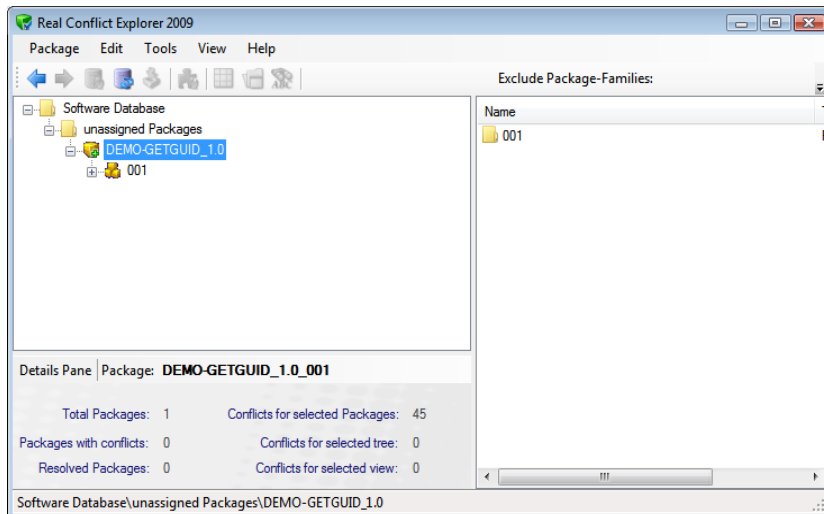 Real Conflict Explorer 2009
Package Edit Tools View Help
Exclude Package-Families:
Software Database
unassigned Packages
DEMO-GETGUID_1.0
001
Name
001
Details Pane Package: DEMO-GETGUID_1.0_001
Total Packages: 1 Conflicts for selected Packages: 45
Packages with conflicts: 0 Conflicts for selected tree: 0
Resolved Packages: 0 Conflicts for selected view: 0
Software Database\unassigned Packages\DEMO-GETGUID_1.0